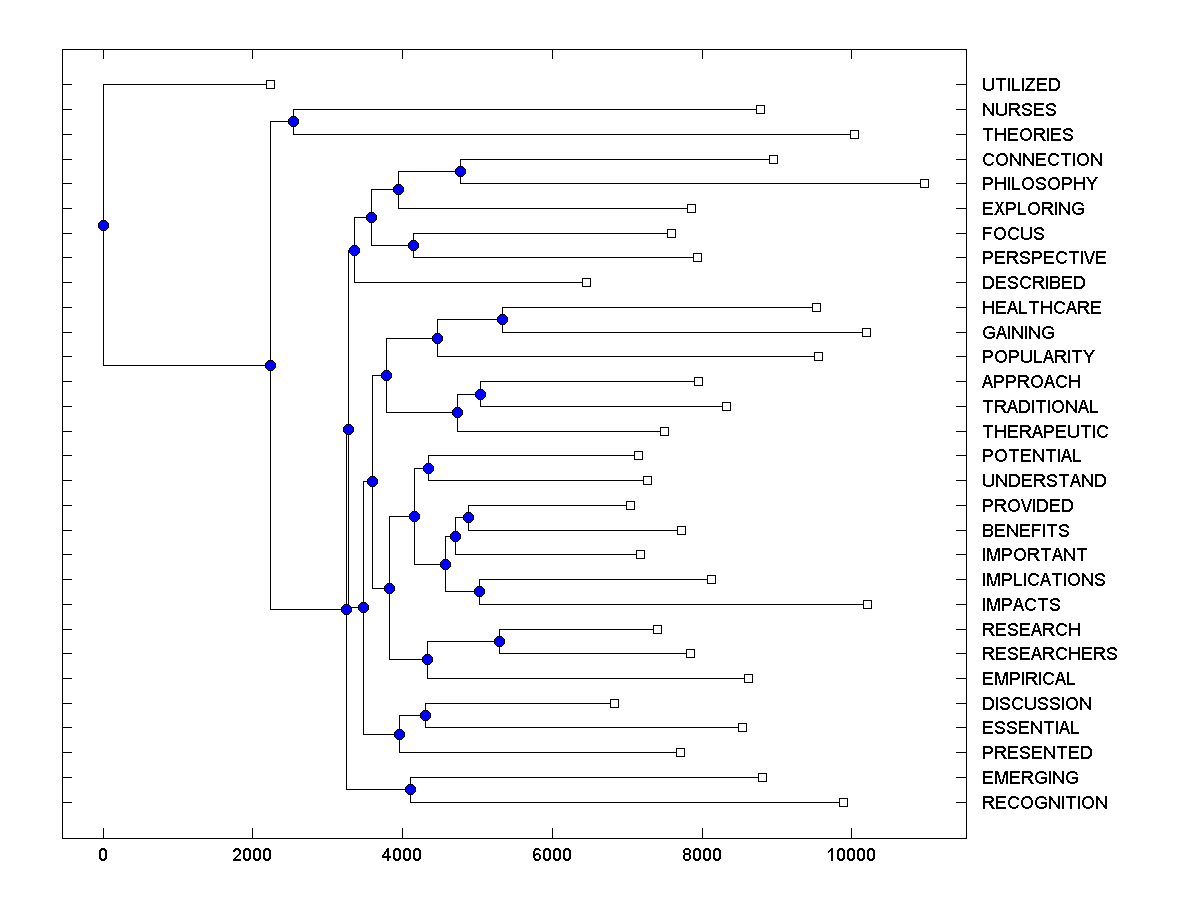 UTILIZED
NURSES
THEORIES
CONNECTION
PHILOSOPHY
EXPLORING
FOCUS
PERSPECTIVE
DESCRIBED
HEALTHCARE
GAINING
POPULARITY
APPROACH
TRADITIONAL
THERAPEUTIC
POTENTIAL
UNDERSTAND
PROVIDED
BENEFITS
IMPORTANT
IMPLICATIONS
IMPACTS
RESEARCH
RESEARCHERS
EMPIRICAL
DISCUSSION
ESSENTIAL
PRESENTED
EMERGING
RECOGNITION
0 2000 4000 6000 8000 10000